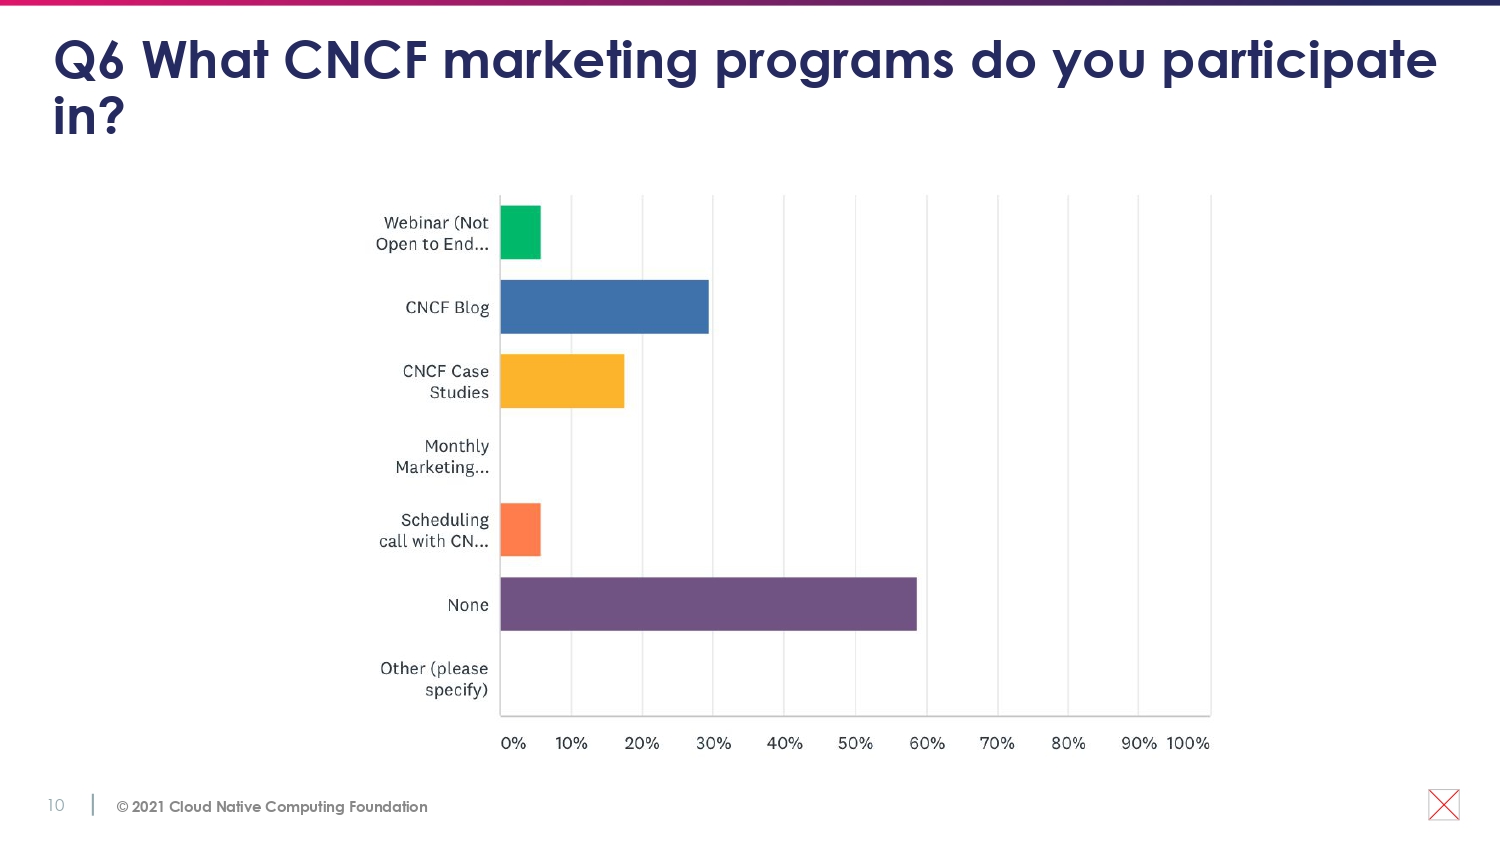 Q6 What CNCF marketing programs do you participate
in?
Webinar (Not
Open to End...
CNCF Blog
CNCF Case
Studies
Monthly
Marketing...
Scheduling
call with CN...
None
Other (please
specify)
0% 10% 20% 30% 40% 50% 60% 70% 80% 90% 100%
10 © 2021 Cloud Native Computing Foundation